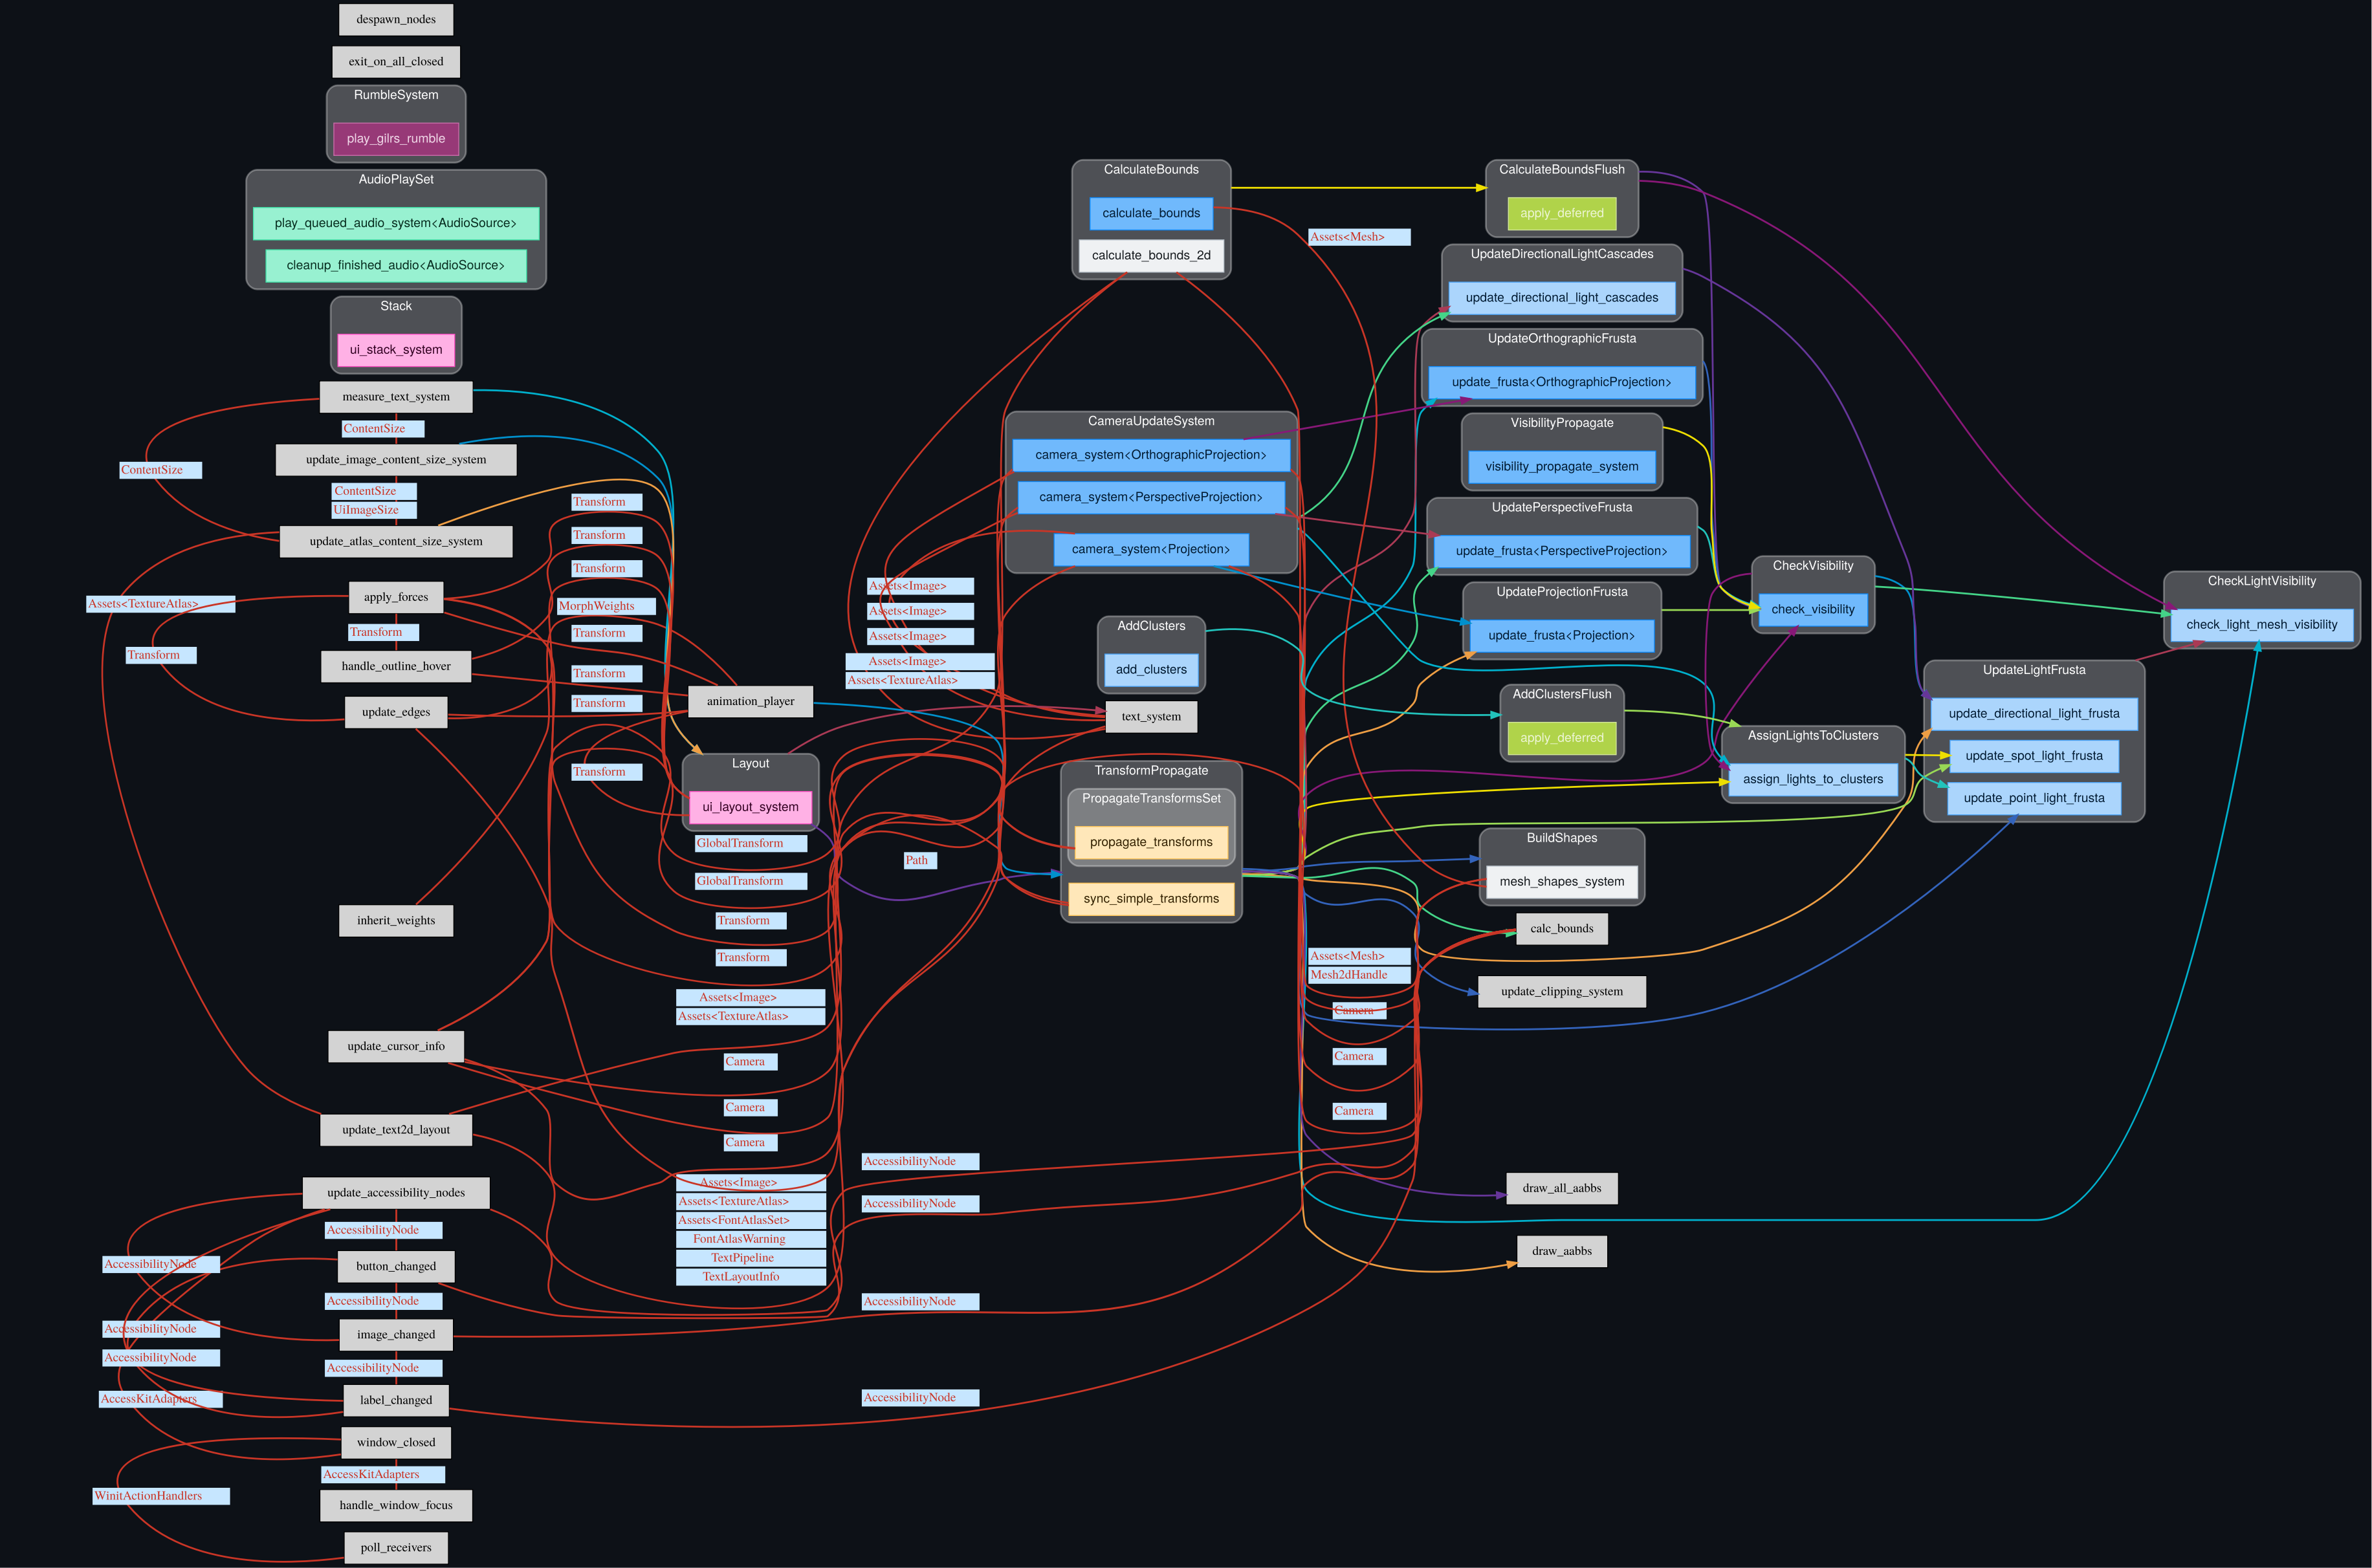 despawn_nodes
exit_on_all_closed
RumbleSystem
play_gilrs_rumble
AudioPlaySet
play_queued_audio_system<AudioSource>
cleanup_finished_audio<AudioSource>
Stack
ui_stack_system
measure_text_system
ContentSize
update_image_content_size_system
ContentSize
ContentSize
UiImageSize
update_atlas_content_size_system
Assets<TextureAtlas>
apply_forces
Transform
Transform
handle_outline_hover
update_edges
inherit_weights
update_cursor_info
update_text2d_layout
update_accessibility_nodes
AccessibilityNode
AccessibilityNode
button_changed
AccessibilityNode
AccessibilityNode
image_changed
AccessibilityNode
AccessibilityNode
label_changed
AccessKitAdapters
window_closed
AccessKitAdapters
WinitActionHandlers
handle_window_focus
poll_receivers
Transform
Transform
Transform
MorphWeights
Transform
Transform
Transform
Transform
animation_player
Layout
ui_layout_system
GlobalTransform
GlobalTransform
Transform
Transform
Assets<Image>
Assets<TextureAtlas>
Camera
Camera
Camera
Assets<Image>
Assets<TextureAtlas>
Assets<FontAtlasSet>
FontAtlasWarning
TextPipeline
TextLayoutInfo
Assets<Image>
Assets<Image>
Assets<Image>
Assets<Image>
Assets<TextureAtlas>
Path
AccessibilityNode
AccessibilityNode
AccessibilityNode
AccessibilityNode
CalculateBounds
calculate_bounds
calculate_bounds_2d
CameraUpdateSystem
camera_system<OrthographicProjection>
camera_system<PerspectiveProjection>
camera_system<Projection>
AddClusters
add_clusters
text_system
TransformPropagate
PropagateTransformsSet
propagate_transforms
sync_simple_transforms
Assets<Mesh>
Assets<Mesh>
Mesh2dHandle
Camera
Camera
Camera
CalculateBoundsFlush
apply_deferred
UpdateDirectionalLightCascades
update_directional_light_cascades
UpdateOrthographicFrusta
update_frusta<OrthographicProjection>
VisibilityPropagate
visibility_propagate_system
UpdatePerspectiveFrusta
update_frusta<PerspectiveProjection>
UpdateProjectionFrusta
update_frusta<Projection>
AddClustersFlush
apply_deferred
BuildShapes
mesh_shapes_system
calc_bounds
update_clipping_system
draw_all_aabbs
draw_aabbs
CheckVisibility
check_visibility
AssignLightsToClusters
assign_lights_to_clusters
UpdateLightFrusta
update_directional_light_frusta
update_spot_light_frusta
update_point_light_frusta
CheckLightVisibility
check_light_mesh_visibility